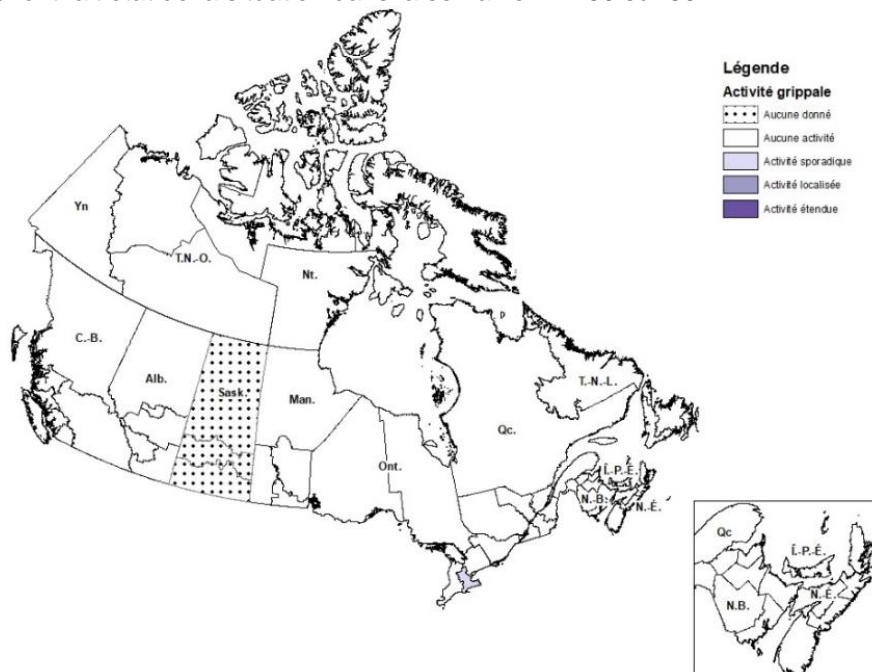 Légende
Activité grippale
Aucune donné
Aucune activité
Activité sporadique
Activité localisée
Activité étendue
Yn
T.N.-O.
Nt.
C.-B.
Alb.
Sask.
Man.
Ont.
Qc.
T.-N.-L.
Î.-P.-É.
N.-B.
N.-É.
Qc
Î.-P.-É.
N.-É.
N.B.